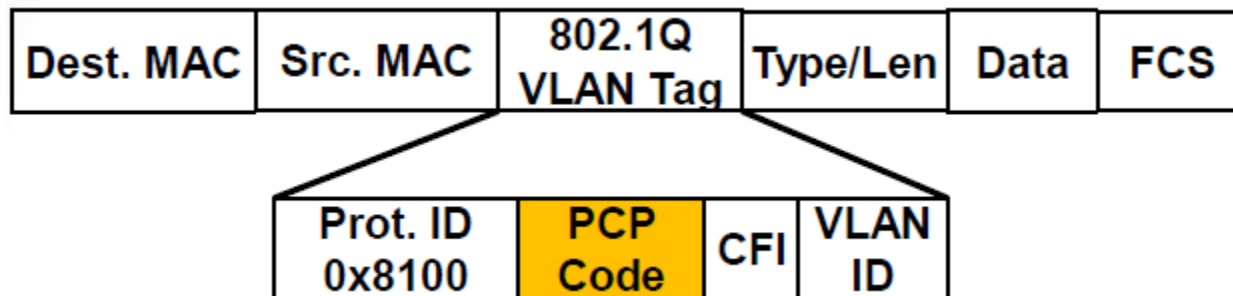 Dest. MAC
Src. MAC
802.1Q
VLAN Tag
Type/Len
Data
FCS
Prot. ID
0x8100
PCP
Code
CFI
VLAN
ID